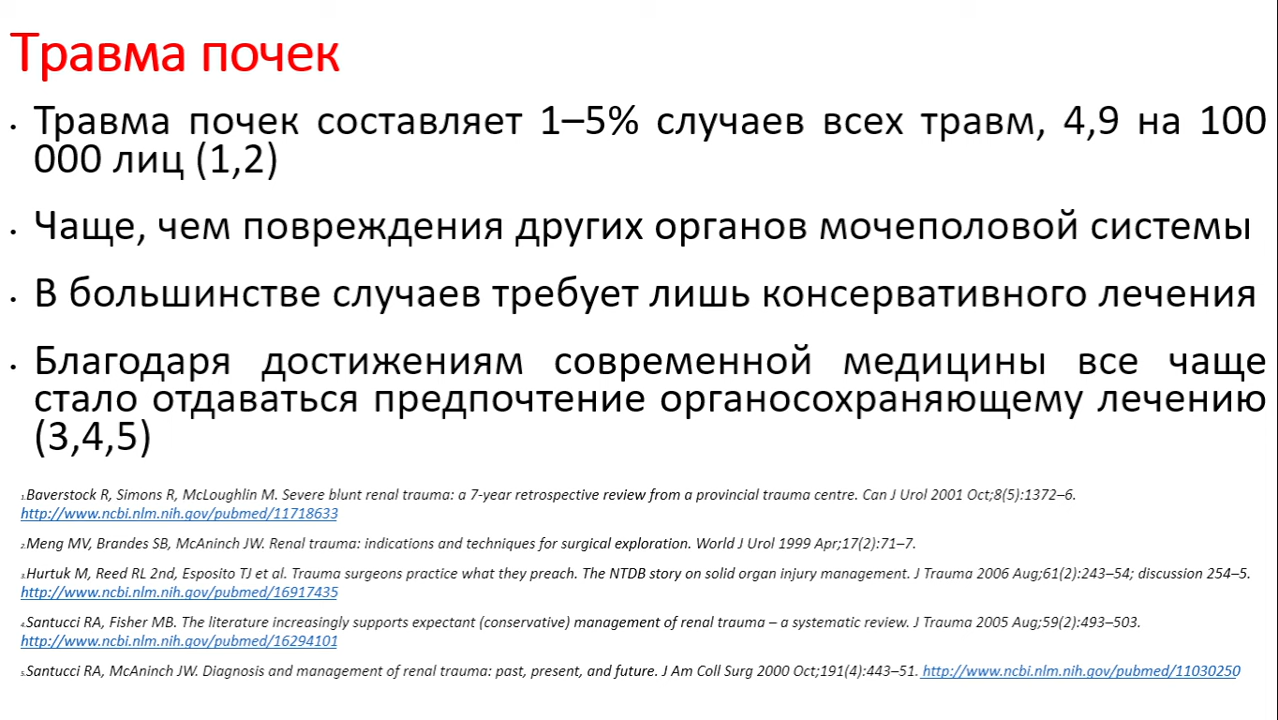 Травма почек
• Травма почек составляет 1–5% случаев всех травм, 4,9 на 100
000 лиц (1,2)
• Чаще, чем повреждения других органов мочеполовой системы
• В большинстве случаев требует лишь консервативного лечения
• Благодаря достижениям современной медицины все чаще
стало отдаваться предпочтение органосохраняющему лечению
(3,4,5)
1.Baverstock R, Simons R, McLoughlin M. Severe blunt renal trauma: a 7-year retrospective review from a provincial trauma centre. Can J Urol 2001 Oct;8(5):1372–6.
http://www.ncbi.nlm.nih.gov/pubmed/11718633
2.Meng MV, Brandes SB, McAninch JW. Renal trauma: indications and techniques for surgical exploration. World J Urol 1999 Apr;17(2):71–7.
3.Hurtuk M, Reed RL 2nd, Esposito TJ et al. Trauma surgeons practice what they preach. The NTDB story on solid organ injury management. J Trauma 2006 Aug;61(2):243–54; discussion 254–5.
http://www.ncbi.nlm.nih.gov/pubmed/16917435
4.Santucci RA, Fisher MB. The literature increasingly supports expectant (conservative) management of renal trauma – a systematic review. J Trauma 2005 Aug;59(2):493–503.
http://www.ncbi.nlm.nih.gov/pubmed/16294101
5.Santucci RA, McAninch JW. Diagnosis and management of renal trauma: past, present, and future. J Am Coll Surg 2000 Oct;191(4):443–51. http://www.ncbi.nlm.nih.gov/pubmed/11030250